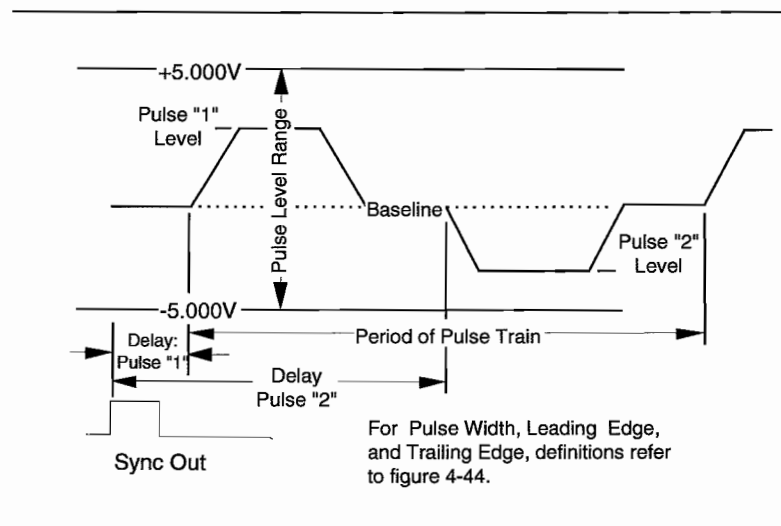 +5.000V
Pulse "1"
Level
Pulse Level Range
Baseline
Pulse "2"
Level
-5.000V
Delay:
Pulse "1"
Period of Pulse Train
Delay
Pulse "2"
Sync Out
For Pulse Width, Leading Edge,
and Trailing Edge, definitions refer
to figure 4-44.